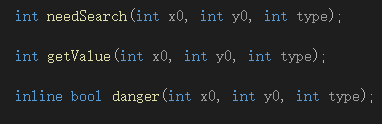 int needSearch(int x0, int y0, int type);
int getValue(int x0, int y0, int type);
inline bool danger(int x0, int y0, int type);